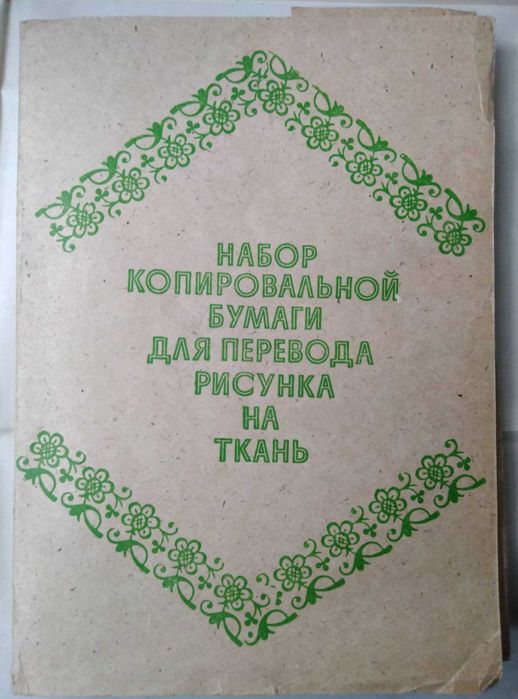 НАБОР
КОПИРОВАЛЬНОЙ
БУМАГИ
ДЛЯ ПЕРЕВОДА
РИСУНКА
НА
ТКАНЬ